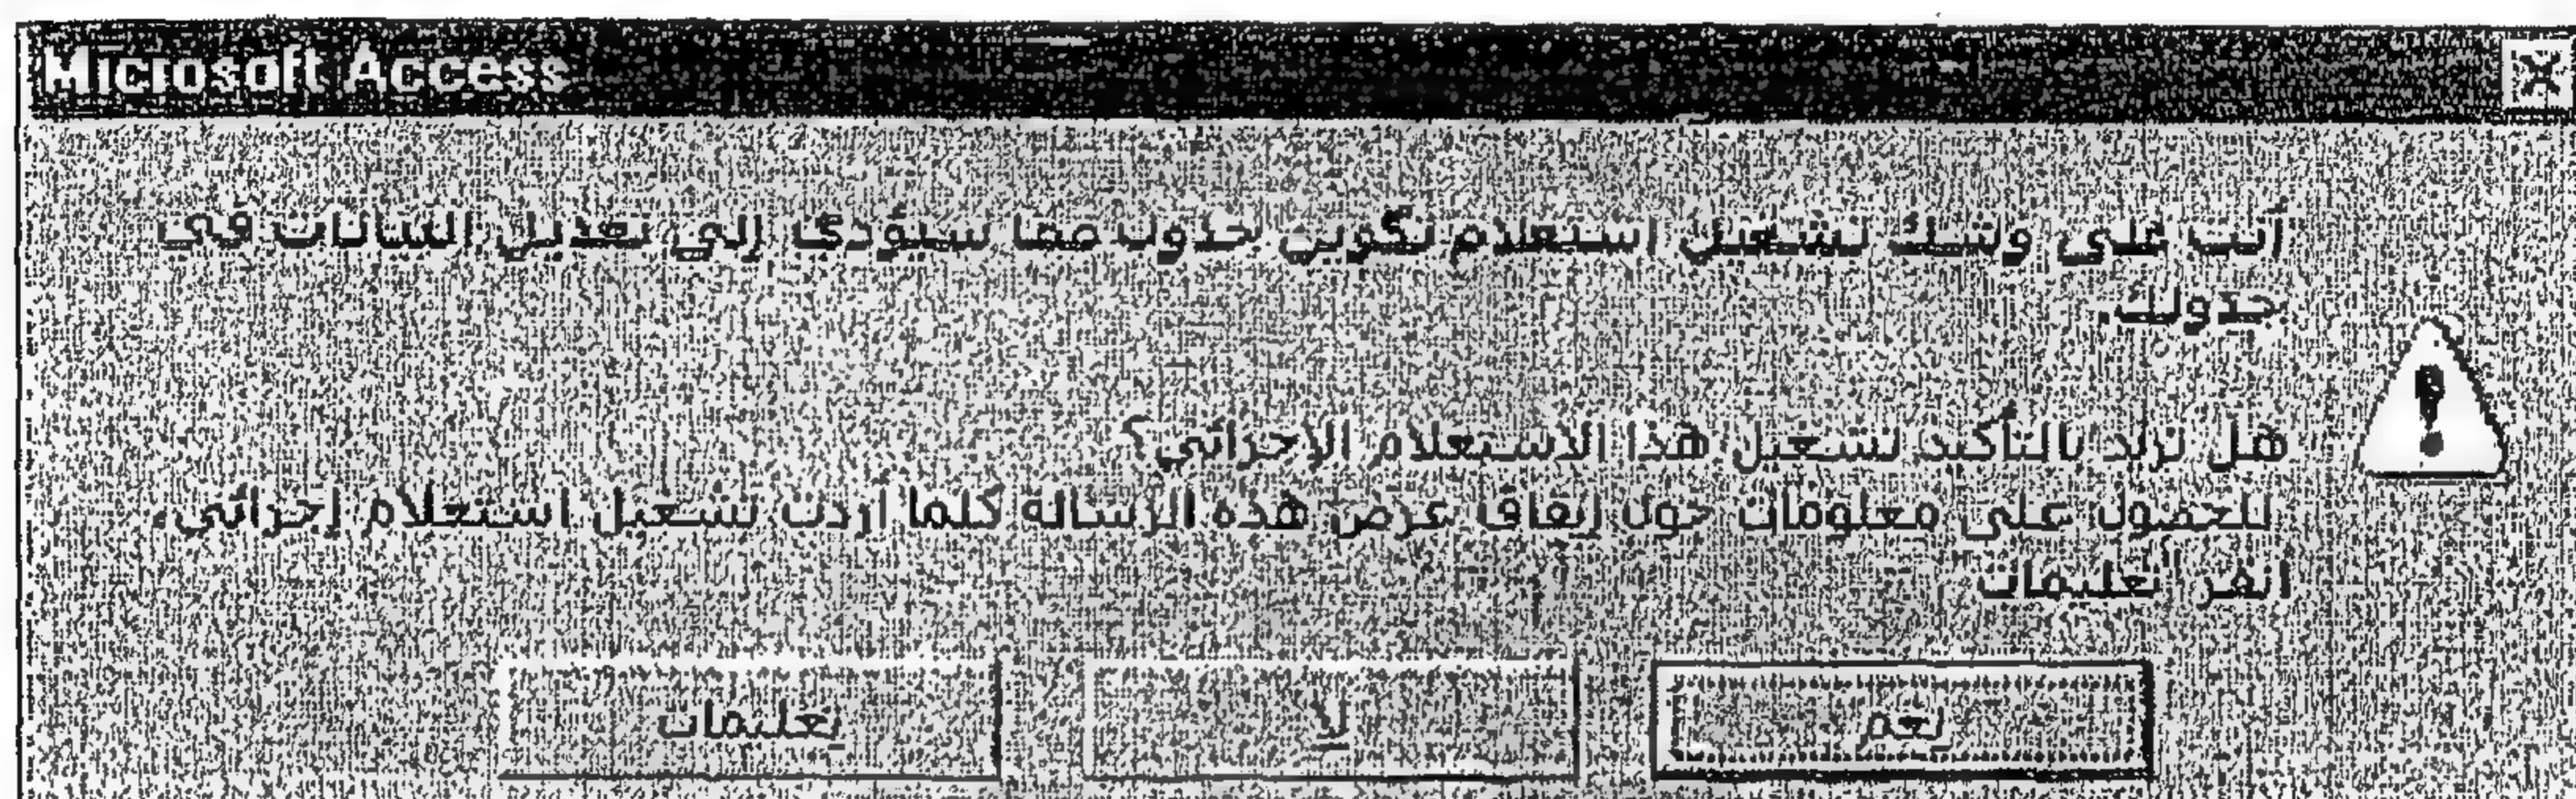 Microsoft Access
أنت على وشك تشغيل استعلام تكوين جدول مما سيؤدي إلى تعديل البيانات في
جدولك.
هل تريد بالتأكيد تشغيل هذا الاستعلام الإجرائي؟
للحصول على معلومات حول إيقاف عرض هذه الرسالة كلما أردت تشغيل استعلام إجرائي،
انقر تعليمات
نعم
لا
تعليمات